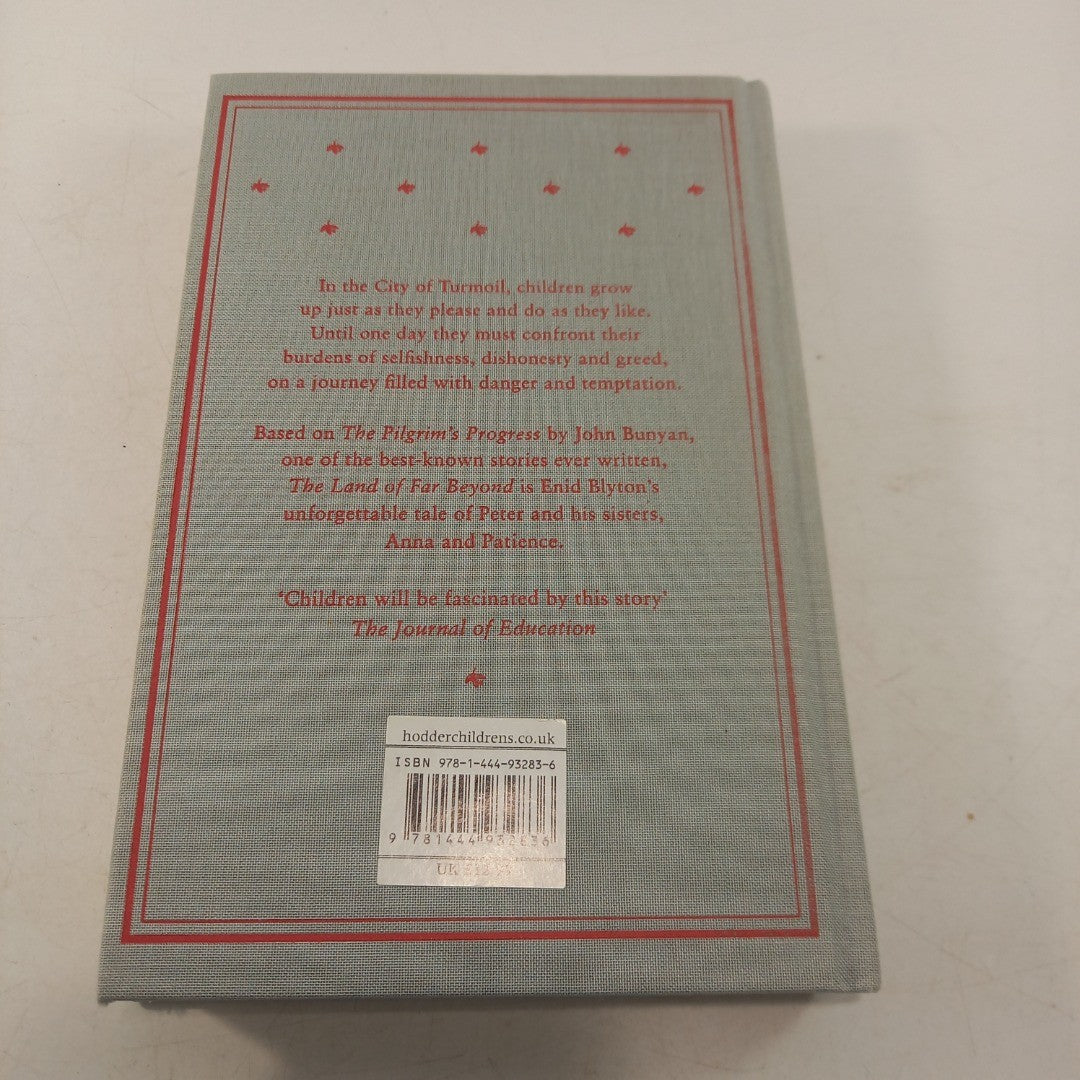 In the City of Turmoil, children grow
up just as they please and do as they like.
Until one day they must confront their
burdens of selfishness, dishonesty and greed,
on a journey filled with danger and temptation.
Based on The Pilgrim's Progress by John Bunyan,
one of the best-known stories ever written,
The Land of Far Beyond is Enid Blyton's
unforgettable tale of Peter and his sisters,
Anna and Patience.
'Children will be fascinated by this story'
The Journal of Education
hodderchildrens.co.uk
ISBN 978-1-444-93283-6
9 781444 932836
UK